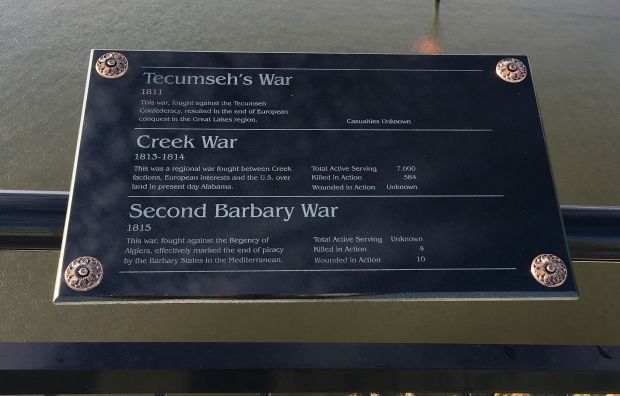 Tecumseh's War
1811
This war, fought against the Tecumseh
Confederacy, resulted in the end of European
conquest in the Great Lakes region.
Casualties Unknown
Creek War
1813-1814
This was a regional war fought between Creek
factions, European interests and the U.S. over
land in present day Alabama.
Total Active Serving 7,000
Killed in Action 584
Wounded in Action Unknown
Second Barbary War
1815
This war, fought against the Regency of
Algiers, effectively marked the end of piracy
by the Barbary States in the Mediterranean.
Total Active Serving Unknown
Killed in Action 4
Wounded in Action 10